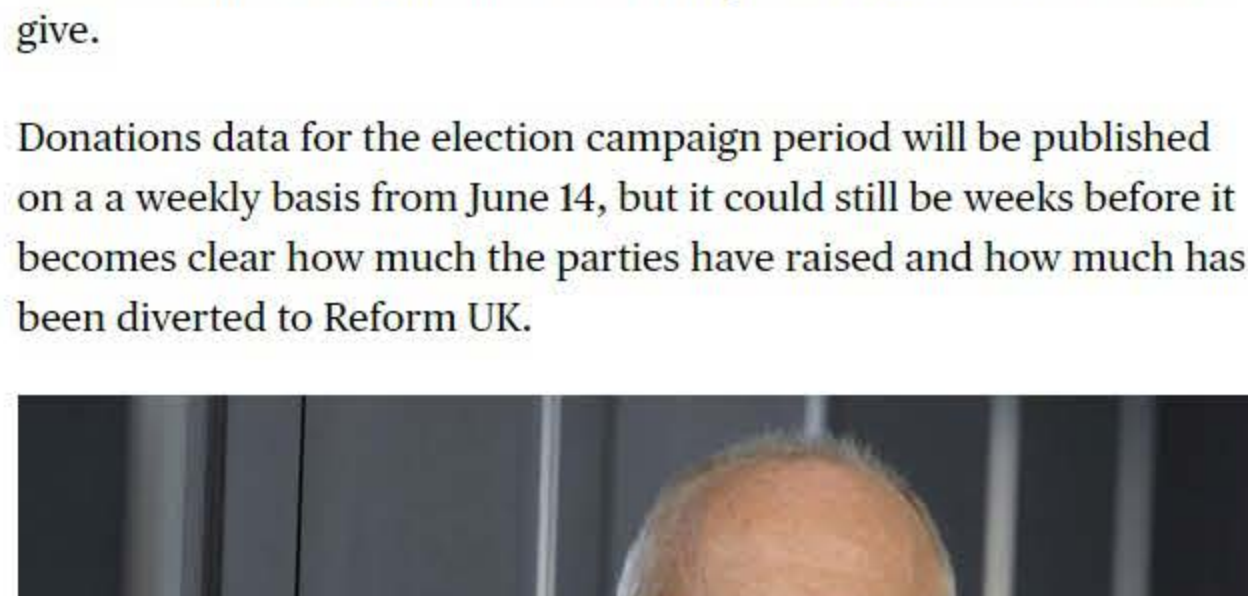 give.
Donations data for the election campaign period will be published
on a a weekly basis from June 14, but it could still be weeks before it
becomes clear how much the parties have raised and how much has
been diverted to Reform UK.